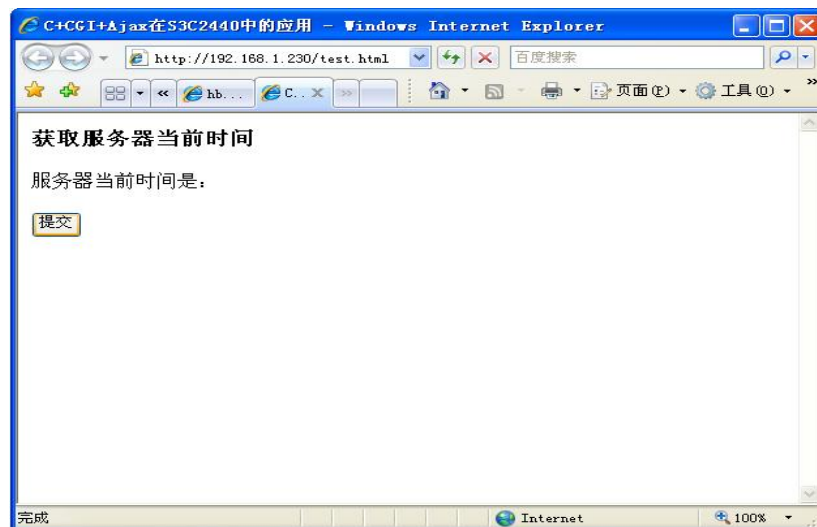 C+CGI+Ajax在S3C2440中的应用 - Windows Internet Explorer
http://192.168.1.230/test.html 百度搜索
hb... C.. 页面(P) 工具(O)
获取服务器当前时间
服务器当前时间是:
提交
完成 Internet 100%